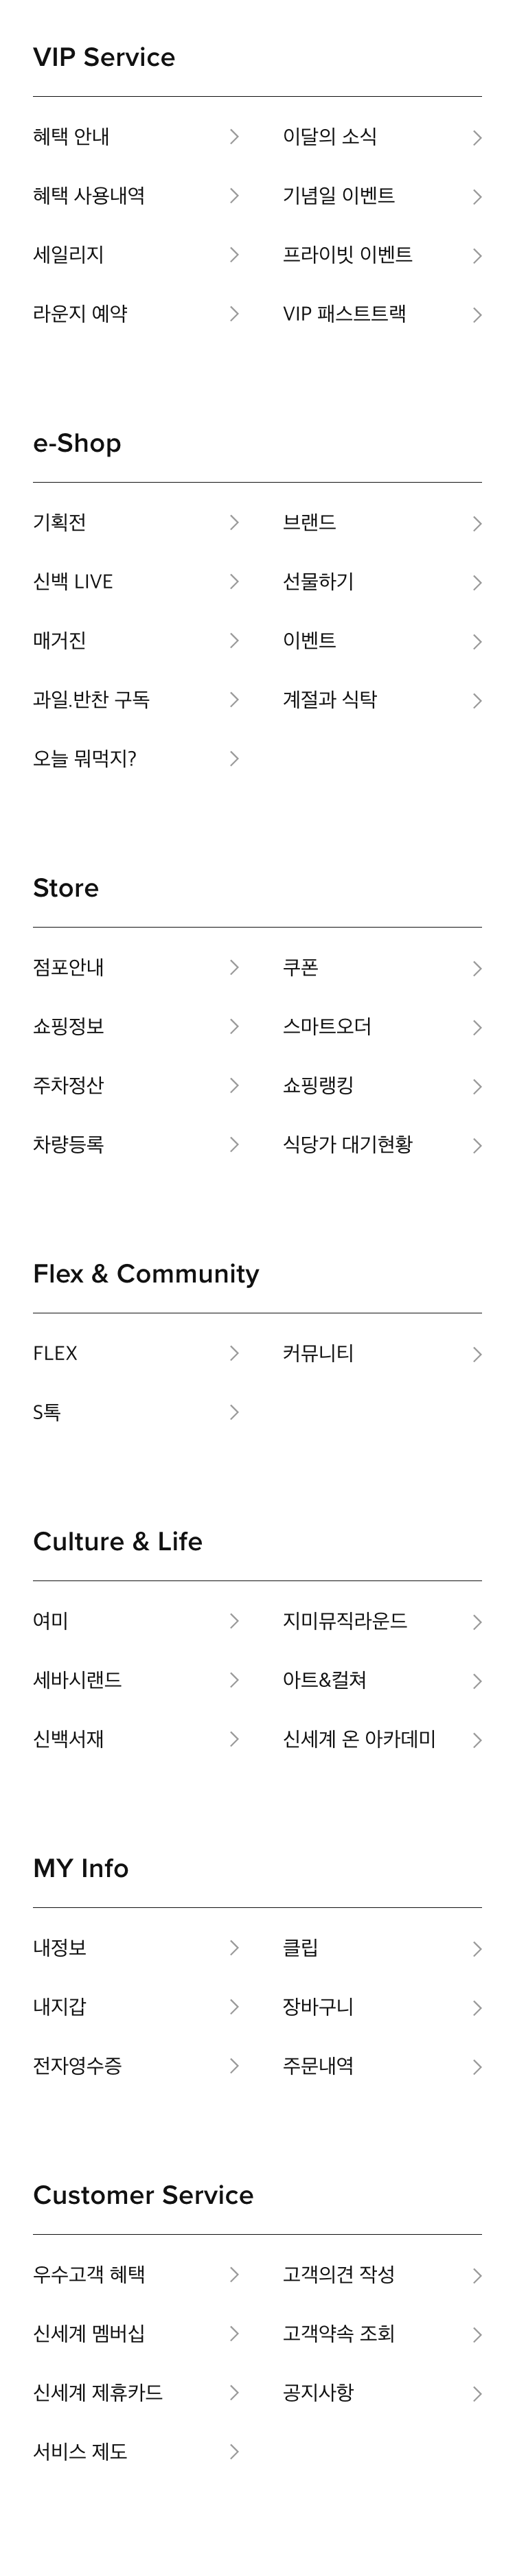 VIP Service
혜택 안내
이달의 소식
혜택 사용내역
기념일 이벤트
세일리지
프라이빗 이벤트
라운지 예약
VIP 패스트트랙
e-Shop
기획전
브랜드
신백 LIVE
선물하기
매거진
이벤트
과일.반찬 구독
계절과 식탁
오늘 뭐먹지?
Store
점포안내
쿠폰
쇼핑정보
스마트오더
주차정산
쇼핑랭킹
차량등록
식당가 대기현황
Flex & Community
FLEX
커뮤니티
S톡
Culture & Life
여미
지미뮤직라운드
세바시랜드
아트&컬쳐
신백서재
신세계 온 아카데미
MY Info
내정보
클립
내지갑
장바구니
전자영수증
주문내역
Customer Service
우수고객 혜택
고객의견 작성
신세계 멤버십
고객약속 조회
신세계 제휴카드
공지사항
서비스 제도